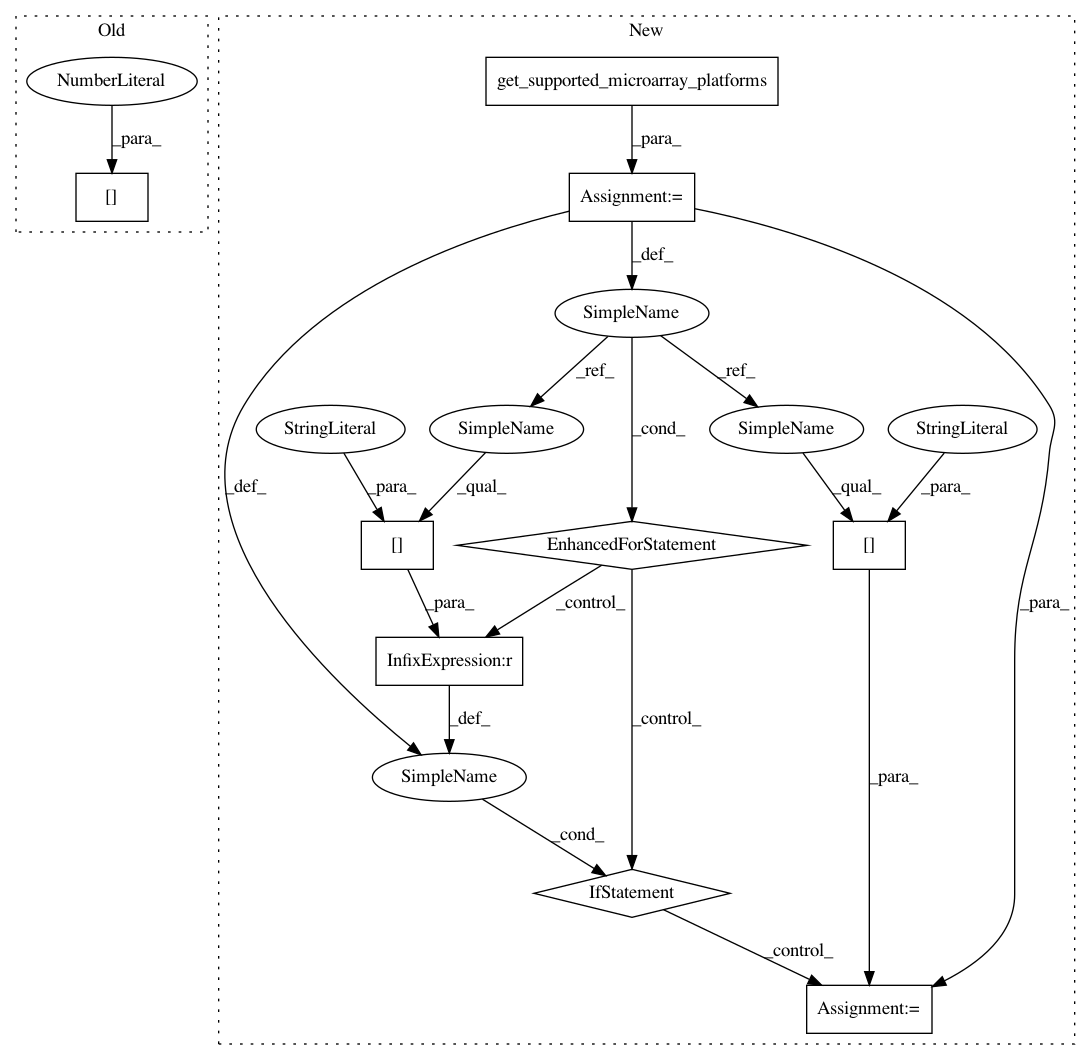 Old
New
NumberLiteral
get_supported_microarray_platforms
_para_
_para_
[]
Assignment:=
_def_
SimpleName
_ref_
_ref_
StringLiteral
SimpleName
_cond_
SimpleName
StringLiteral
_def_
_para_
_qual_
_qual_
_para_
[]
EnhancedForStatement
[]
_para_
_control_
_para_
InfixExpression:r
_def_
_control_
SimpleName
_para_
_cond_
IfStatement
_control_
Assignment:=